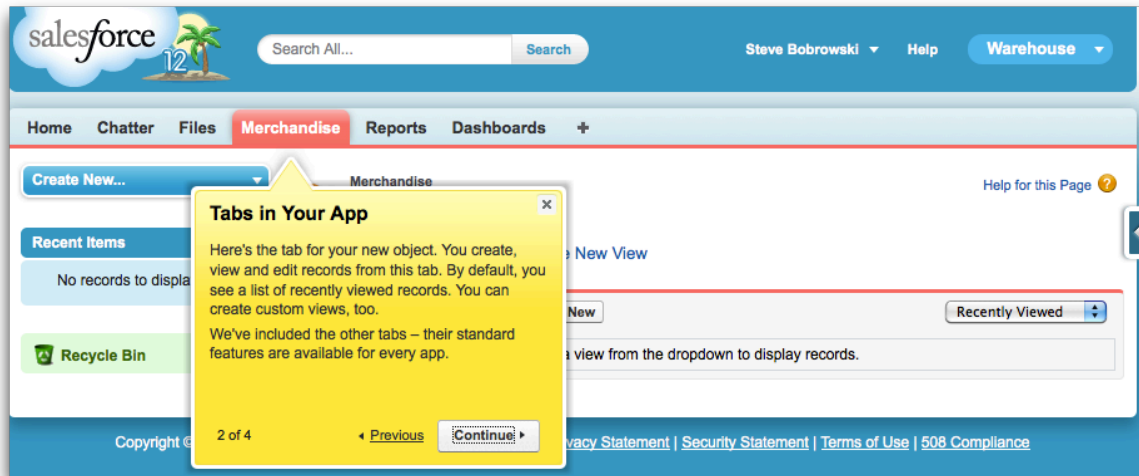 salesforce
12
Search All...
Search
Steve Bobrowski
Help
Warehouse
Home
Chatter
Files
Merchandise
Reports
Dashboards
+
Create New...
Merchandise
Help for this Page ?
Tabs in Your App
Here's the tab for your new object. You create,
view and edit records from this tab. By default, you
see a list of recently viewed records. You can
create custom views, too.
We've included the other tabs – their standard
features are available for every app.
2 of 4
Previous
Continue
Recent Items
No records to displa
Recycle Bin
New View
New
Recently Viewed
a view from the dropdown to display records.
Copyright ©
vacy Statement | Security Statement | Terms of Use | 508 Compliance